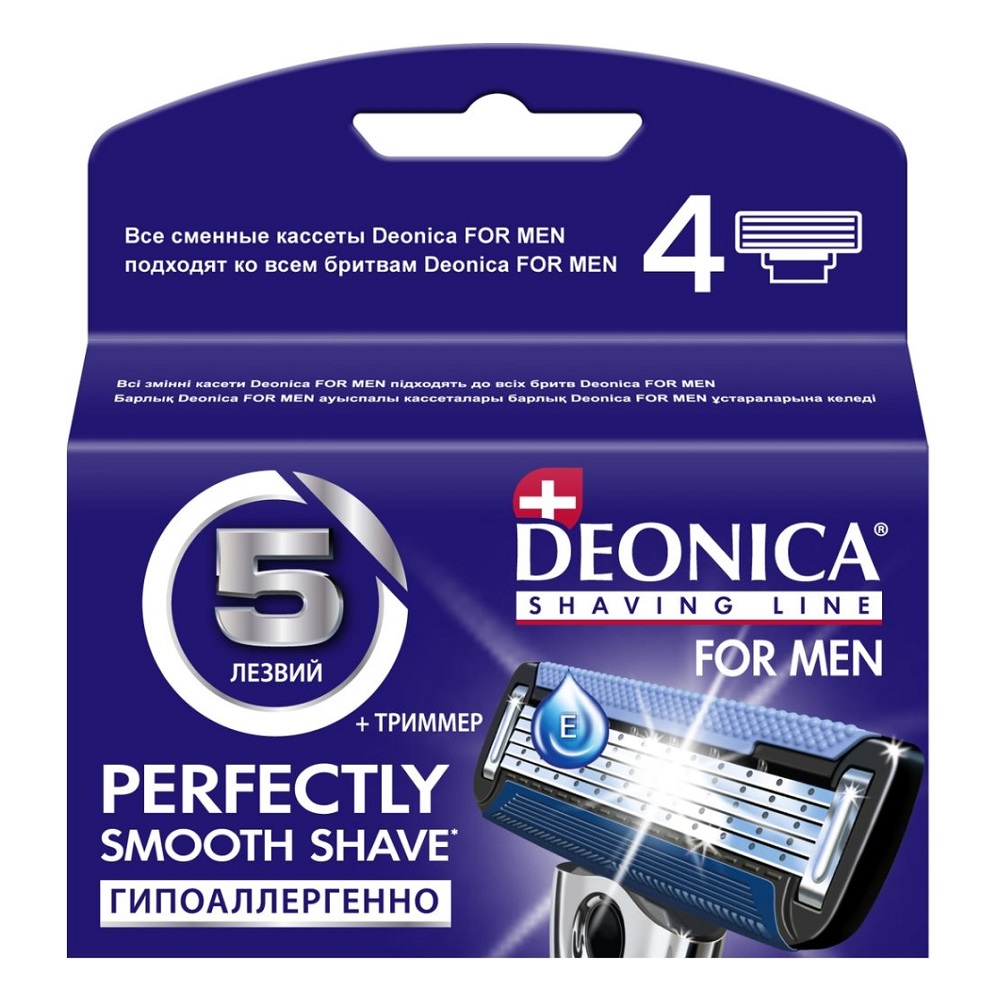 Все сменные кассеты Deonica FOR MEN
подходят ко всем бритвам Deonica FOR MEN
4
Всі змінні касети Deonica FOR MEN підходять до всіх бритв Deonica FOR MEN
Барлық Deonica FOR MEN ауыспалы кассеталары барлық Deonica FOR MEN ұстараларына келеді
5
ЛЕЗВИЙ
+ ТРИММЕР
DEONICA®
SHAVING LINE
FOR MEN
E
PERFECTLY
SMOOTH SHAVE*
ГИПОАЛЛЕРГЕННО